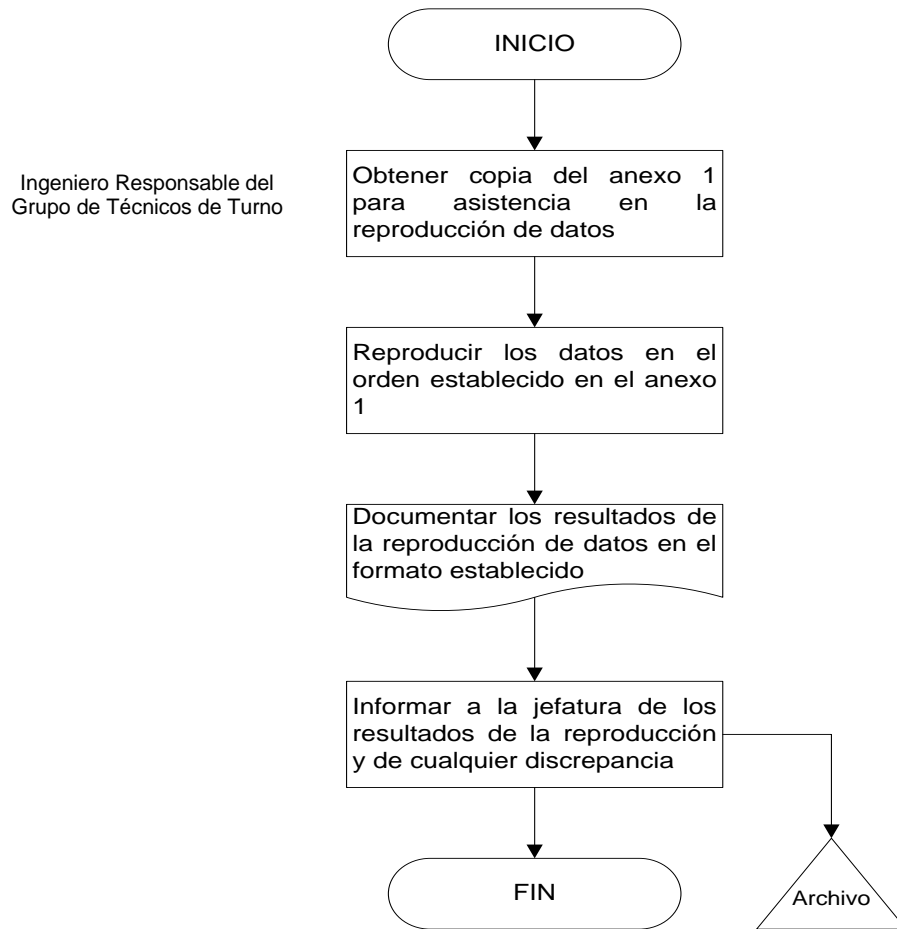 INICIO
Ingeniero Responsable del
Grupo de Técnicos de Turno
Obtener copia del anexo 1
para asistencia en la
reproducción de datos
Reproducir los datos en el
orden establecido en el anexo
1
Documentar los resultados de
la reproducción de datos en el
formato establecido
Informar a la jefatura de los
resultados de la reproducción
y de cualquier discrepancia
FIN
Archivo